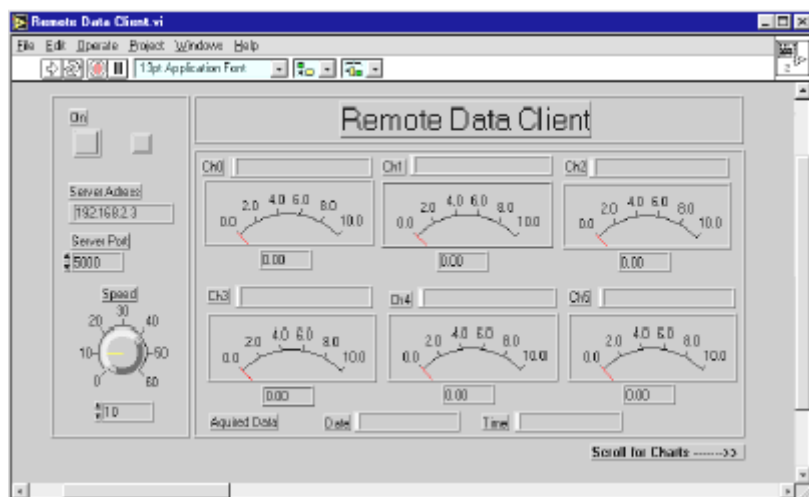 Remote Data Client.vi
File Edit Operate Project Windows Help
13pt Application Font
2
Remote Data Client
On
Server Adress
192.168.2.3
Server Port
5000
Speed
0 10 20 30 40 50 60
10
Ch0
0.0 2.0 4.0 6.0 8.0 10.0
0.00
Ch1
0.0 2.0 4.0 6.0 8.0 10.0
0.00
Ch2
0.0 2.0 4.0 6.0 8.0 10.0
0.00
Ch3
0.0 2.0 4.0 6.0 8.0 10.0
0.00
Ch4
0.0 2.0 4.0 6.0 8.0 10.0
0.00
Ch5
0.0 2.0 4.0 6.0 8.0 10.0
0.00
Aquired Data Date Time
Scroll for Charts ------->>